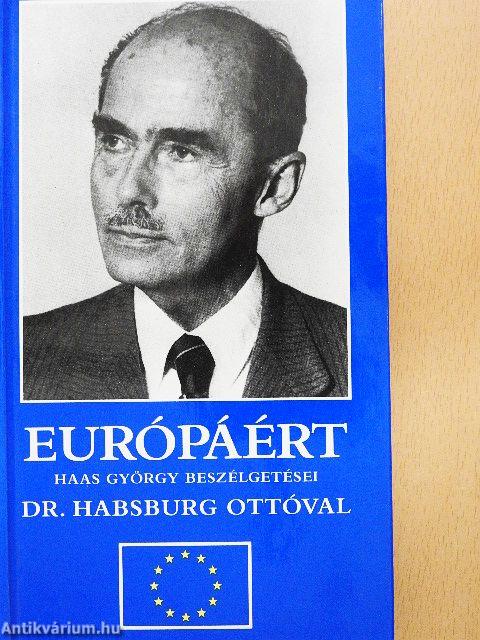 EURÓPÁÉRT
HAAS GYÖRGY BESZÉLGETÉSEI
DR. HABSBURG OTTÓVAL
Antikvárium.hu